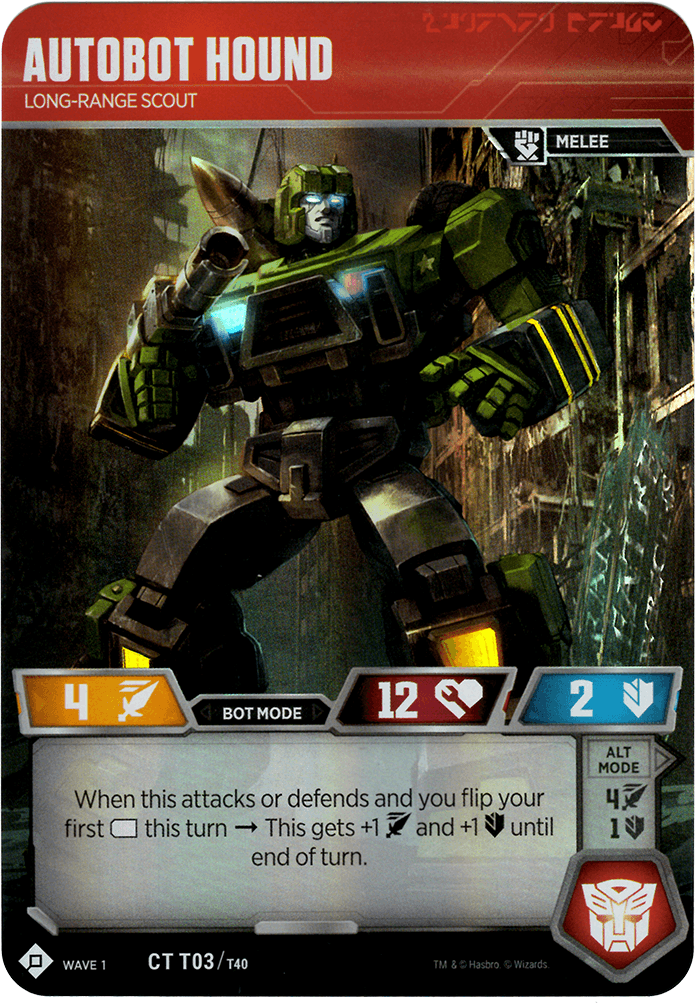 AUTOBOT HOUND
LONG-RANGE SCOUT
MELEE
4
BOT MODE
12
2
When this attacks or defends and you flip your
first this turn → This gets +1 and +1 until
end of turn.
ALT
MODE
4
1
WAVE 1
CT T03/T40
TM & © Hasbro. © Wizards.